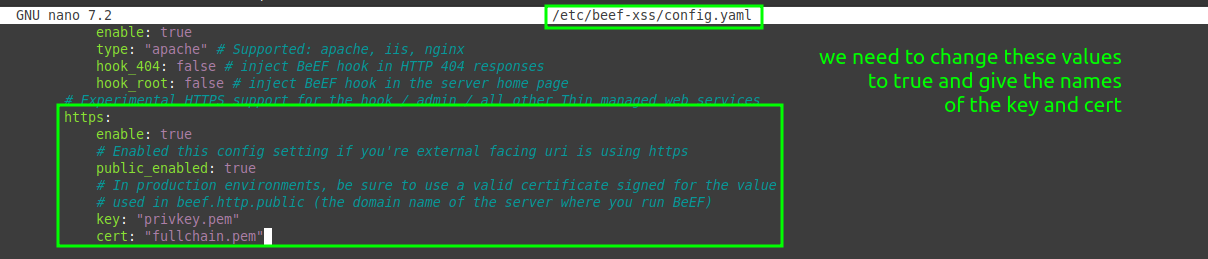 GNU nano 7.2 /etc/beef-xss/config.yaml
enable: true
type: "apache" # Supported: apache, iis, nginx
hook_404: false # inject BeEF hook in HTTP 404 responses
hook_root: false # inject BeEF hook in the server home page
# Experimental HTTPS support for the hook / admin / all other Thin managed web services
https:
enable: true
# Enabled this config setting if you're external facing uri is using https
public_enabled: true
# In production environments, be sure to use a valid certificate signed for the value
# used in beef.http.public (the domain name of the server where you run BeEF)
key: "privkey.pem"
cert: "fullchain.pem"
we need to change these values
to true and give the names
of the key and cert